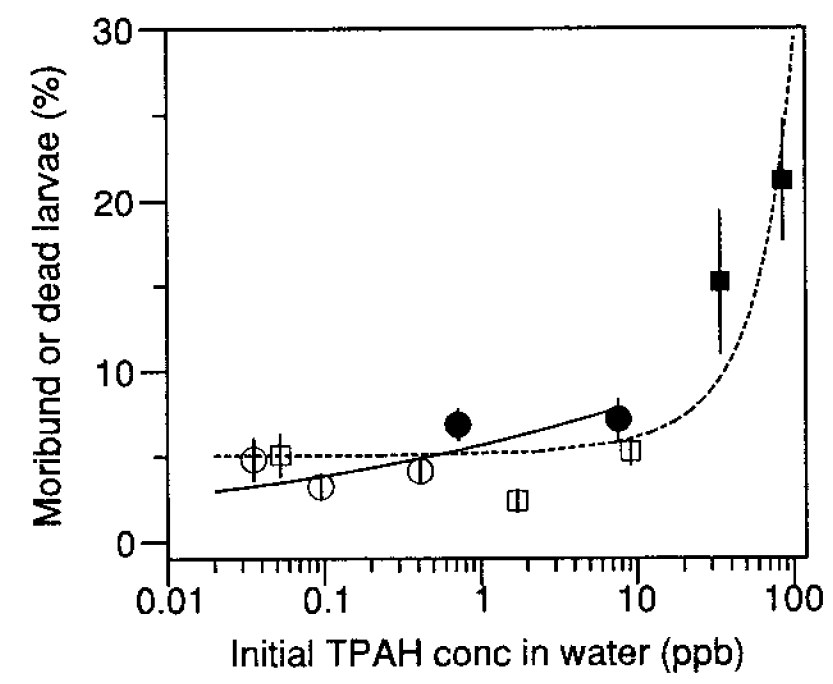 Moribund or dead larvae (%)
30
20
10
0
0.01 0.1 1 10 100
Initial TPAH conc in water (ppb)